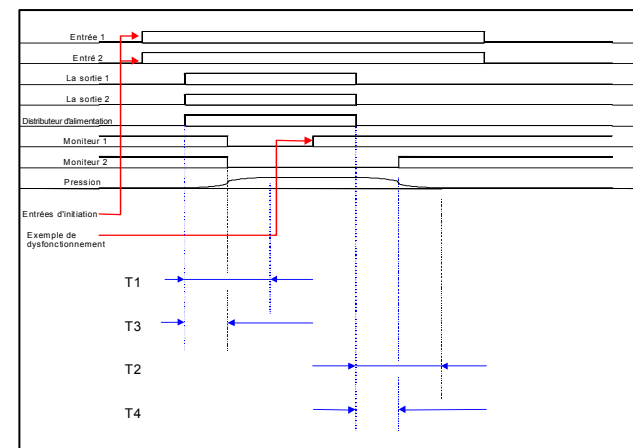 Entrée 1
Entré 2
La sortie 1
La sortie 2
Distributeur d'alimentation
Moniteur 1
Moniteur 2
Pression
Entrées d'initiation
Exemple de
dysfonctionnement
T1
T3
T2
T4